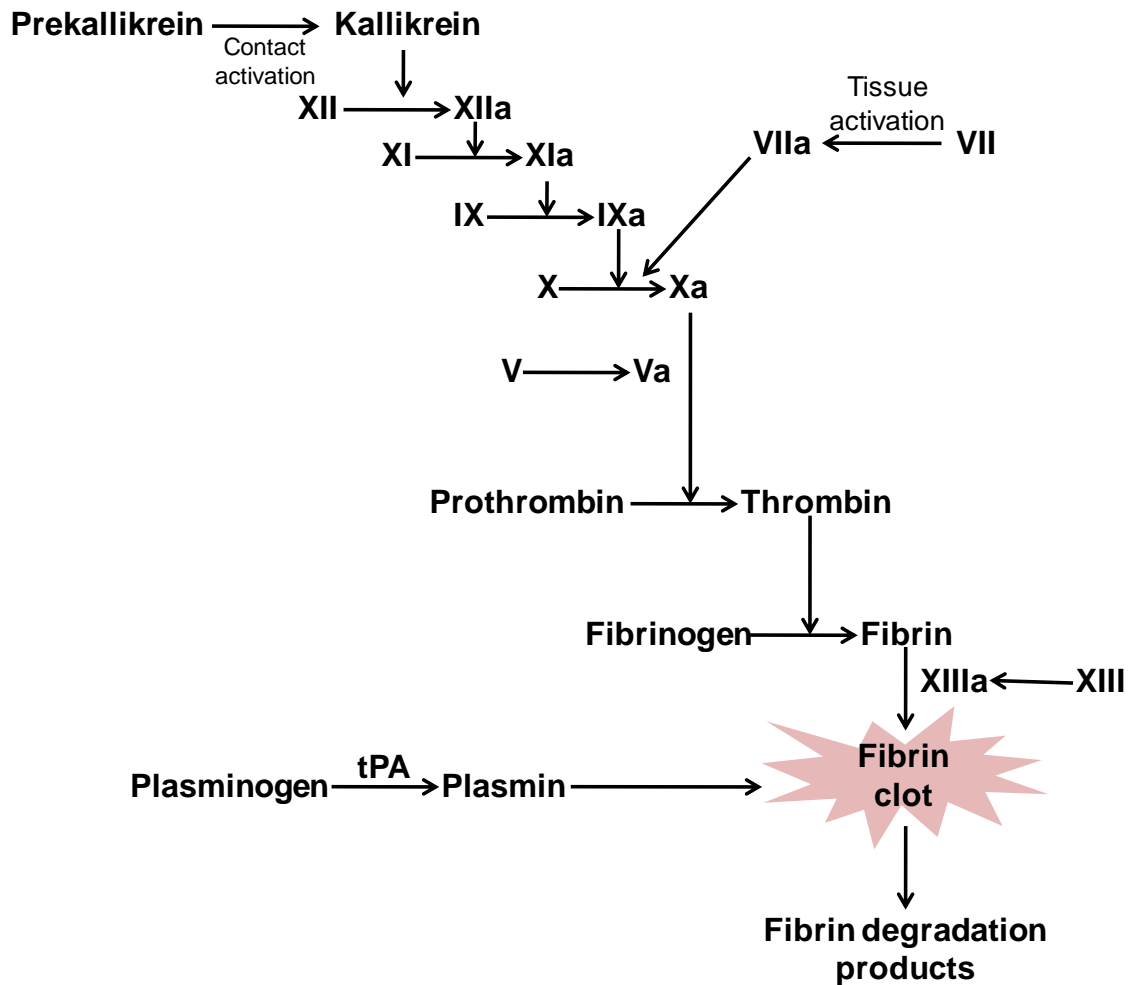 Prekallikrein Kallikrein
Contact
activation
XII XIIa
Tissue
activation
XI XIa
VIIa VII
IX IXa
X Xa
V Va
Prothrombin Thrombin
Fibrinogen Fibrin
XIIIa XIII
Fibrin
clot
Plasminogen tPA Plasmin
Fibrin degradation
products